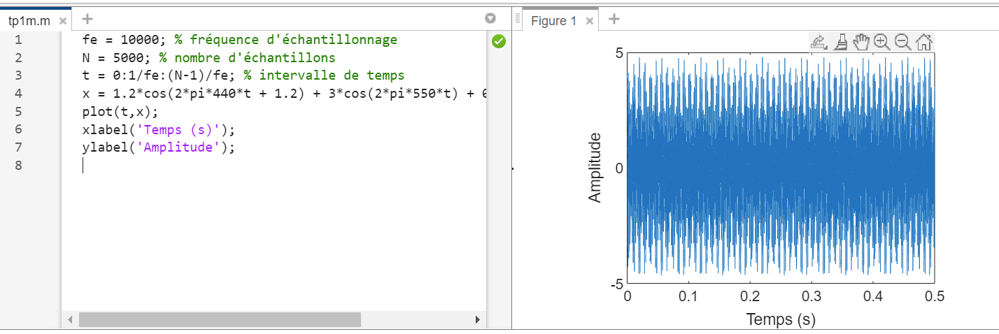 tp1m.m
1 fe = 10000; % fréquence d'échantillonnage
2 N = 5000; % nombre d'échantillons
3 t = 0:1/fe:(N-1)/fe; % intervalle de temps
4 x = 1.2*cos(2*pi*440*t + 1.2) + 3*cos(2*pi*550*t) +
5 plot(t,x);
6 xlabel('Temps (s)');
7 ylabel('Amplitude');
8
Figure 1
5
0
-5
Amplitude
0 0.1 0.2 0.3 0.4 0.5
Temps (s)